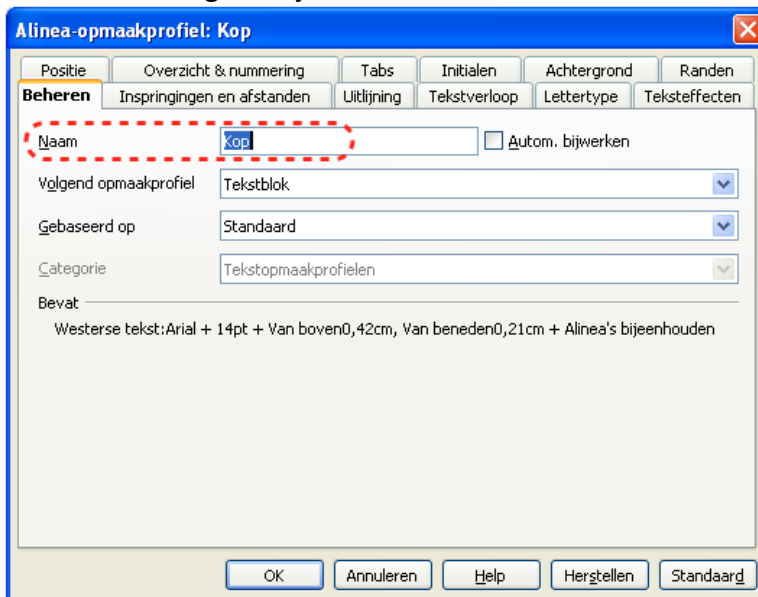 Alinea-opmaakprofiel: Kop
Positie Overzicht & nummering Tabs Initialen Achtergrond Randen
Beheren Inspringingen en afstanden Uitlijning Tekstverloop Lettertype Teksteffecten
Naam Kop Autom. bijwerken
Volgend opmaakprofiel Tekstblok
Gebaseerd op Standaard
Categorie Tekstopmaakprofielen
Bevat
Westerse tekst:Arial + 14pt + Van boven0,42cm, Van beneden0,21cm + Alinea's bijeenhouden
OK Annuleren Help Herstellen Standaard